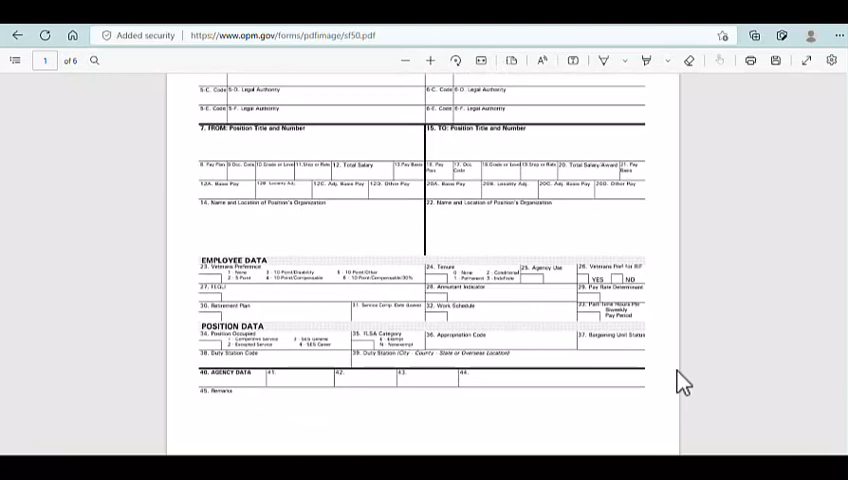 Added security https://www.opm.gov/forms/pdfimage/sf50.pdf
1 of 6
5-C. Code 5-D. Legal Authority 6-C. Code 6-D. Legal Authority
5-F. Legal Authority 6-E. Code 6-F. Legal Authority
7. FROM: Position Title and Number 15. TO: Position Title and Number
8. Pay Plan 9. Occ. Code 10. Grade or Level 11. Step or Rate 12. Total Salary 13. Pay Basis 16. Pay Plan 17. Occ. Code 18. Grade or Level 19. Step or Rate 20. Total Salary/Award 21. Pay Basis
12A. Basic Pay 12B. Locality Adj. 12C. Adj. Basic Pay 12D. Other Pay 20A. Basic Pay 20B. Locality Adj. 20C. Adj. Basic Pay 20D. Other Pay
14. Name and Location of Position's Organization 22. Name and Location of Position's Organization
EMPLOYEE DATA
23. Veterans Preference 24. Tenure 25. Agency Use 26. Veterans Pref for RIF
1 - None 3 - 10-Point/Disability 5 - 10-Point/Other 0 - None 2 - Conditional
2 - 5-Point 4 - 10-Point/Compensable 6 - 10-Point/Compensable/30% 1 - Permanent 3 - Indefinite YES NO
27. FEGLI 28. Annuitant Indicator 29. Pay Rate Determinant
30. Retirement Plan 31. Service Comp. Date (Leave) 32. Work Schedule 33. Part-Time Hours Per
Biweekly
Pay Period
POSITION DATA
34. Position Occupied 35. FLSA Category 36. Appropriation Code 37. Bargaining Unit Status
1 - Competitive Service 3 - SES General E - Exempt
2 - Excepted Service 4 - SES Career N - Nonexempt
38. Duty Station Code 39. Duty Station (City - County - State or Overseas Location)
40. AGENCY DATA 41. 42. 43. 44.
45. Remarks